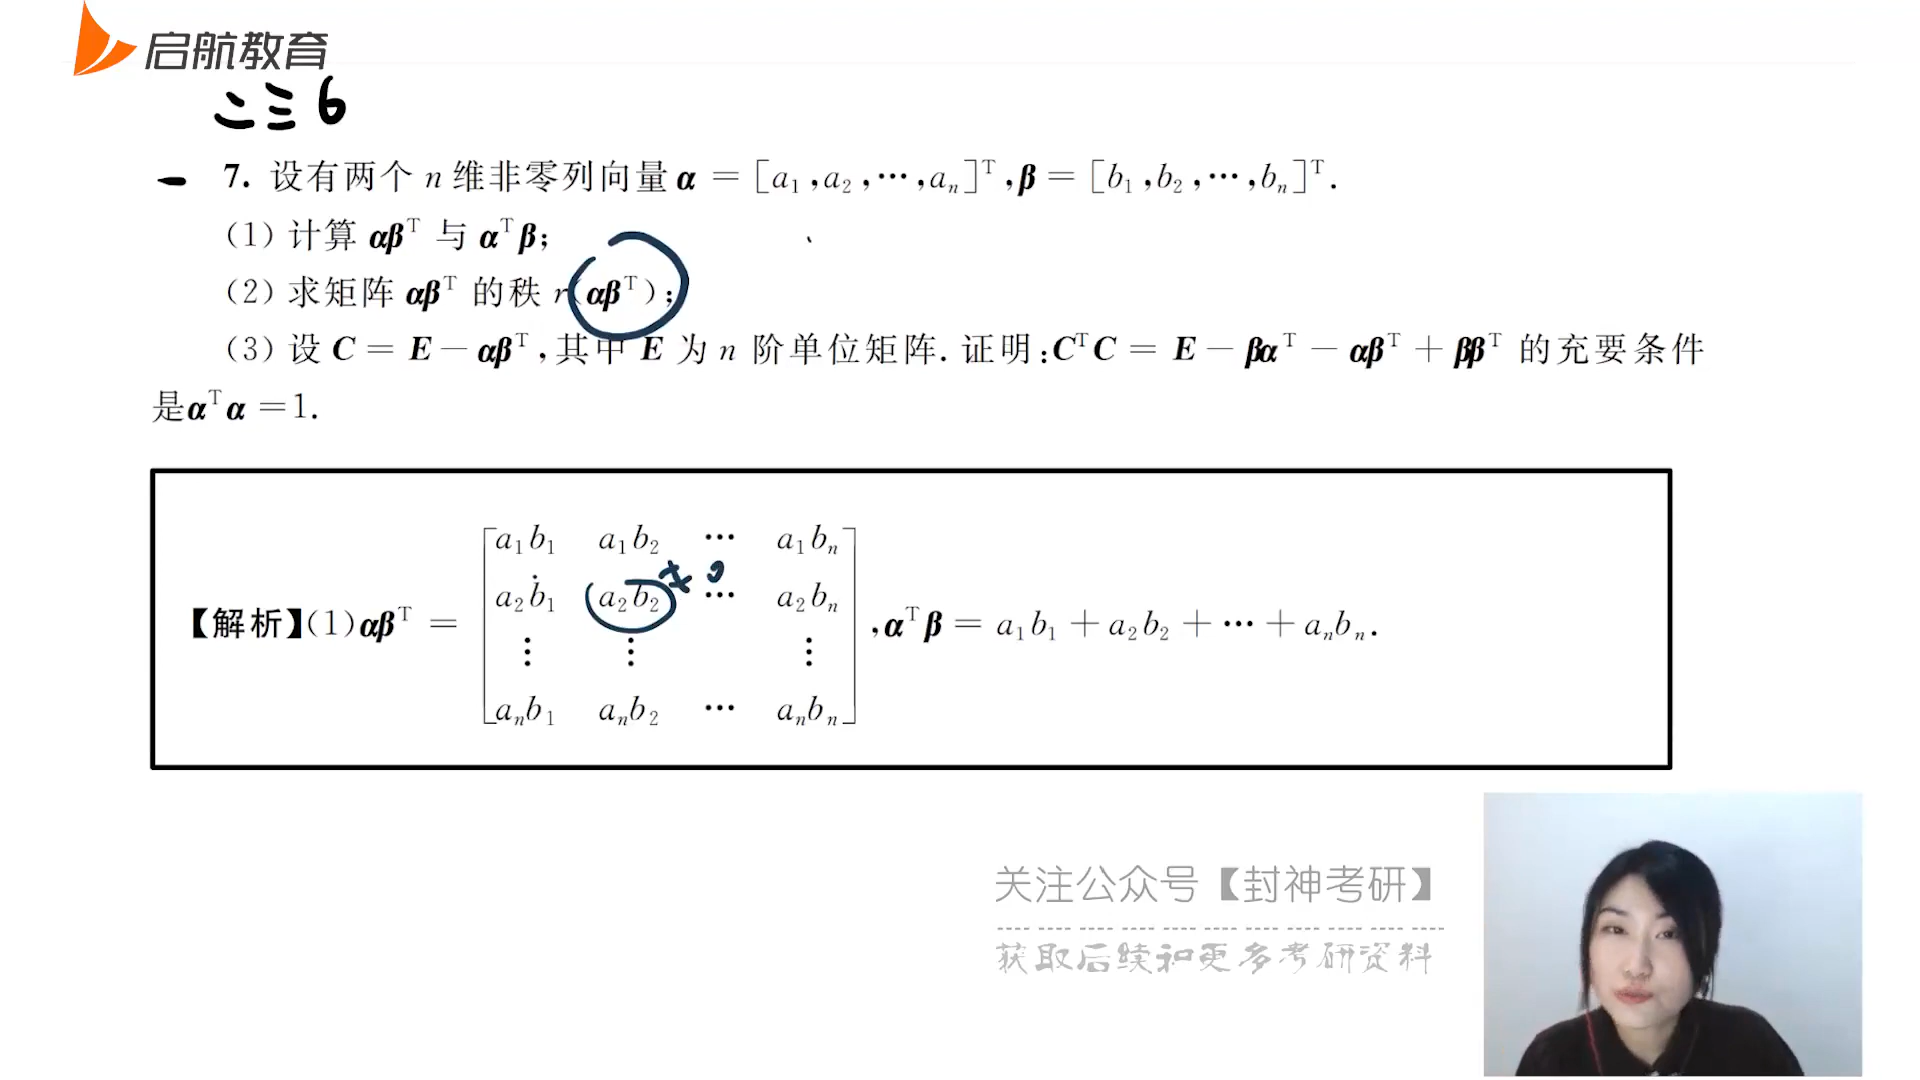 启航教育
二三6
7. 设有两个 n 维非零列向量 α = [a₁,a₂,⋯,aₙ]ᵀ,β = [b₁,b₂,⋯,bₙ]ᵀ.
(1) 计算 αβᵀ 与 αᵀβ;
(2) 求矩阵 αβᵀ 的秩 r(αβᵀ);
(3) 设 C = E − αβᵀ,其中 E 为 n 阶单位矩阵. 证明:CᵀC = E − βαᵀ − αβᵀ + ββᵀ 的充要条件
是αᵀα =1.
a₁b₁ a₁b₂ ⋯ a₁bₙ
≠ 0
a₂b₁ a₂b₂ ⋯ a₂bₙ
【解析】(1)αβᵀ = ⋮ ⋮ ⋮ ,αᵀβ = a₁b₁ + a₂b₂ + ⋯ + aₙbₙ.
aₙb₁ aₙb₂ ⋯ aₙbₙ
关注公众号【封神考研】
获取后续和更多考研资料